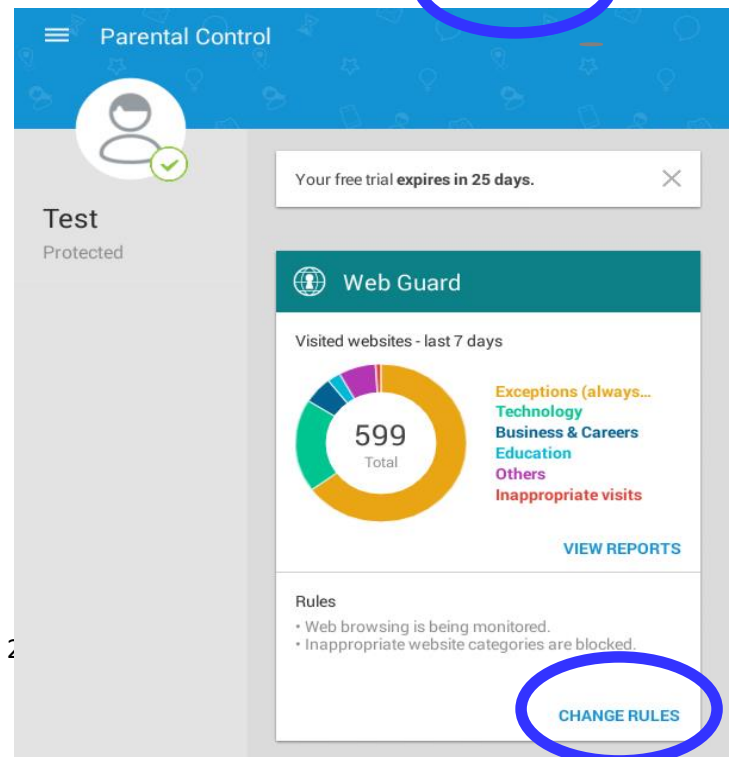 Parental Control
Your free trial expires in 25 days.
Test
Protected
Web Guard
Visited websites - last 7 days
599
Total
Exceptions (always...
Technology
Business & Careers
Education
Others
Inappropriate visits
VIEW REPORTS
Rules
• Web browsing is being monitored.
• Inappropriate website categories are blocked.
2
CHANGE RULES